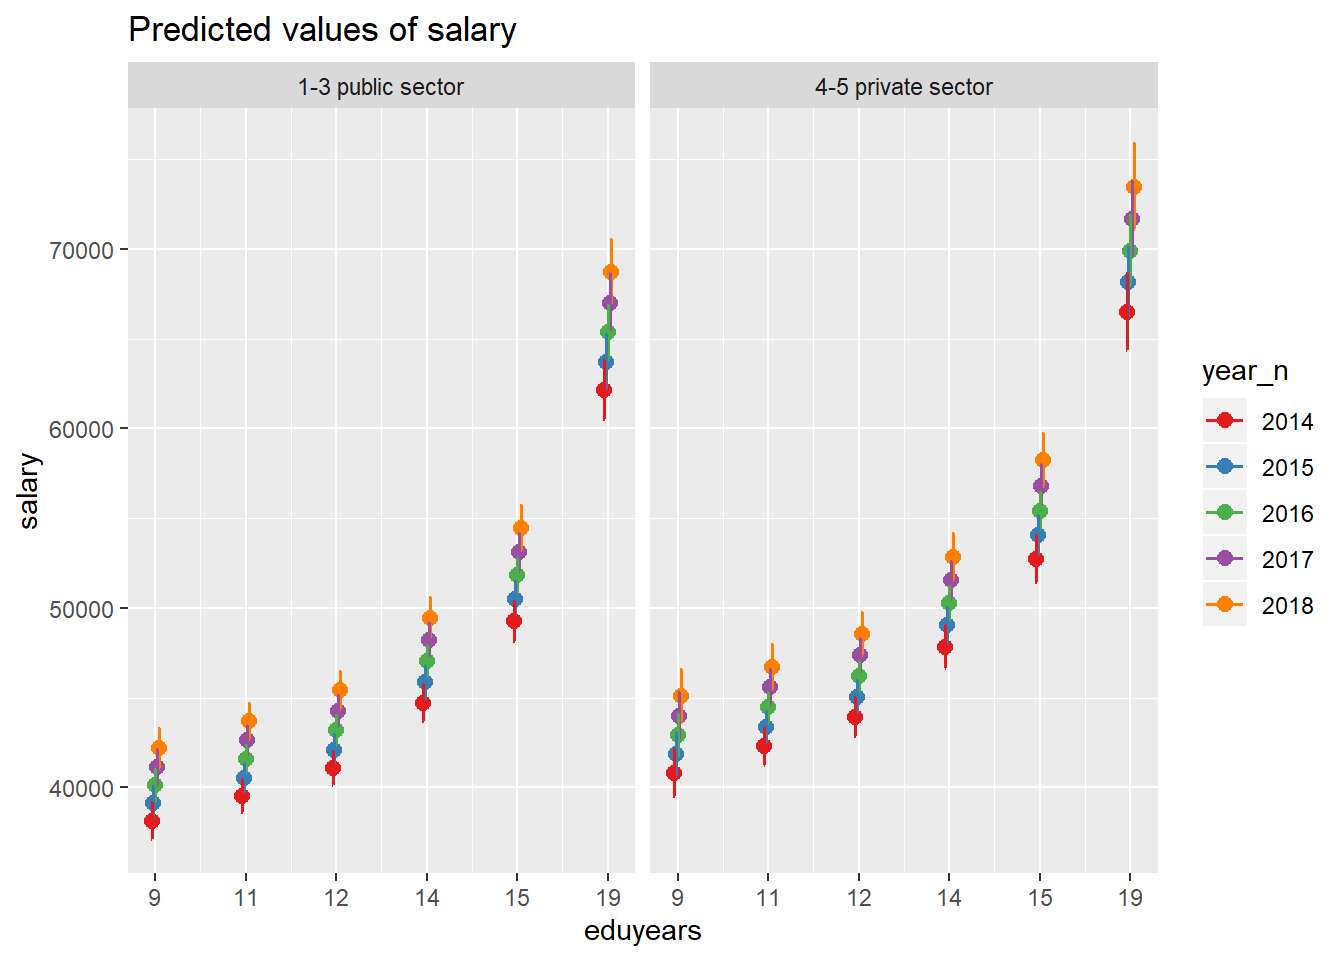 Predicted values of salary
1-3 public sector
4-5 private sector
salary
70000
60000
50000
40000
9 11 12 14 15 19
9 11 12 14 15 19
eduyears
year_n
2014
2015
2016
2017
2018